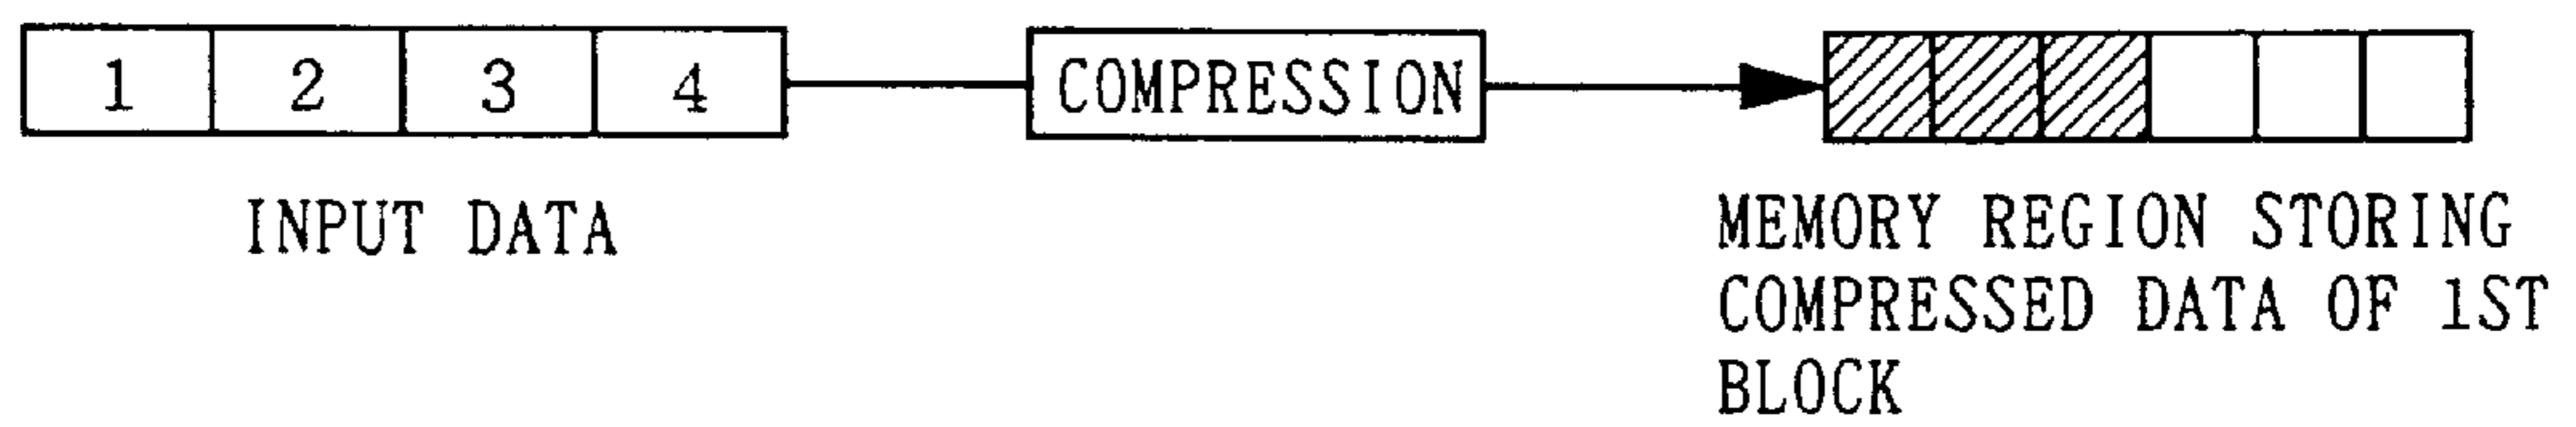 1 2 3 4 COMPRESSION
INPUT DATA
MEMORY REGION STORING
COMPRESSED DATA OF 1ST
BLOCK